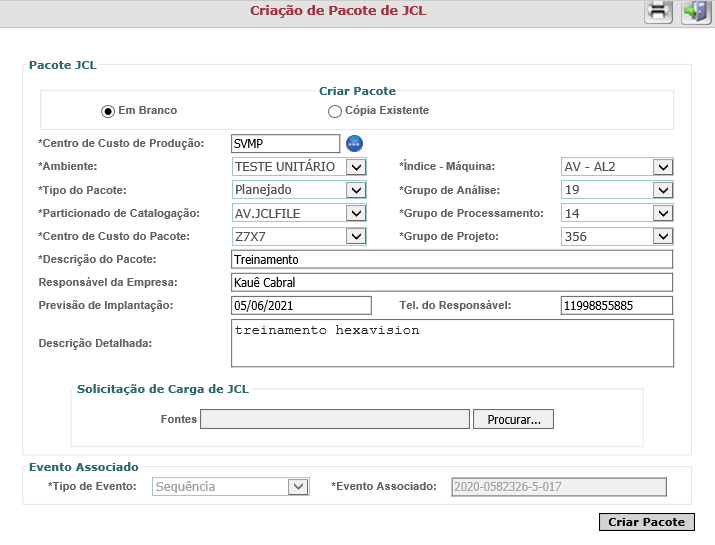 Criação de Pacote de JCL
Pacote JCL
Criar Pacote
Em Branco Cópia Existente
*Centro de Custo de Produção: SVMP
*Ambiente: TESTE UNITÁRIO *Índice - Máquina: AV - AL2
*Tipo do Pacote: Planejado *Grupo de Análise: 19
*Particionado de Catalogação: AV.JCLFILE *Grupo de Processamento: 14
*Centro de Custo do Pacote: Z7X7 *Grupo de Projeto: 356
*Descrição do Pacote: Treinamento
Responsável da Empresa: Kauê Cabral
Previsão de Implantação: 05/06/2021 Tel. do Responsável: 11998855885
Descrição Detalhada: treinamento hexavision
Solicitação de Carga de JCL
Fontes Procurar...
Evento Associado
*Tipo de Evento: Sequência *Evento Associado: 2020-0582326-5-017
Criar Pacote